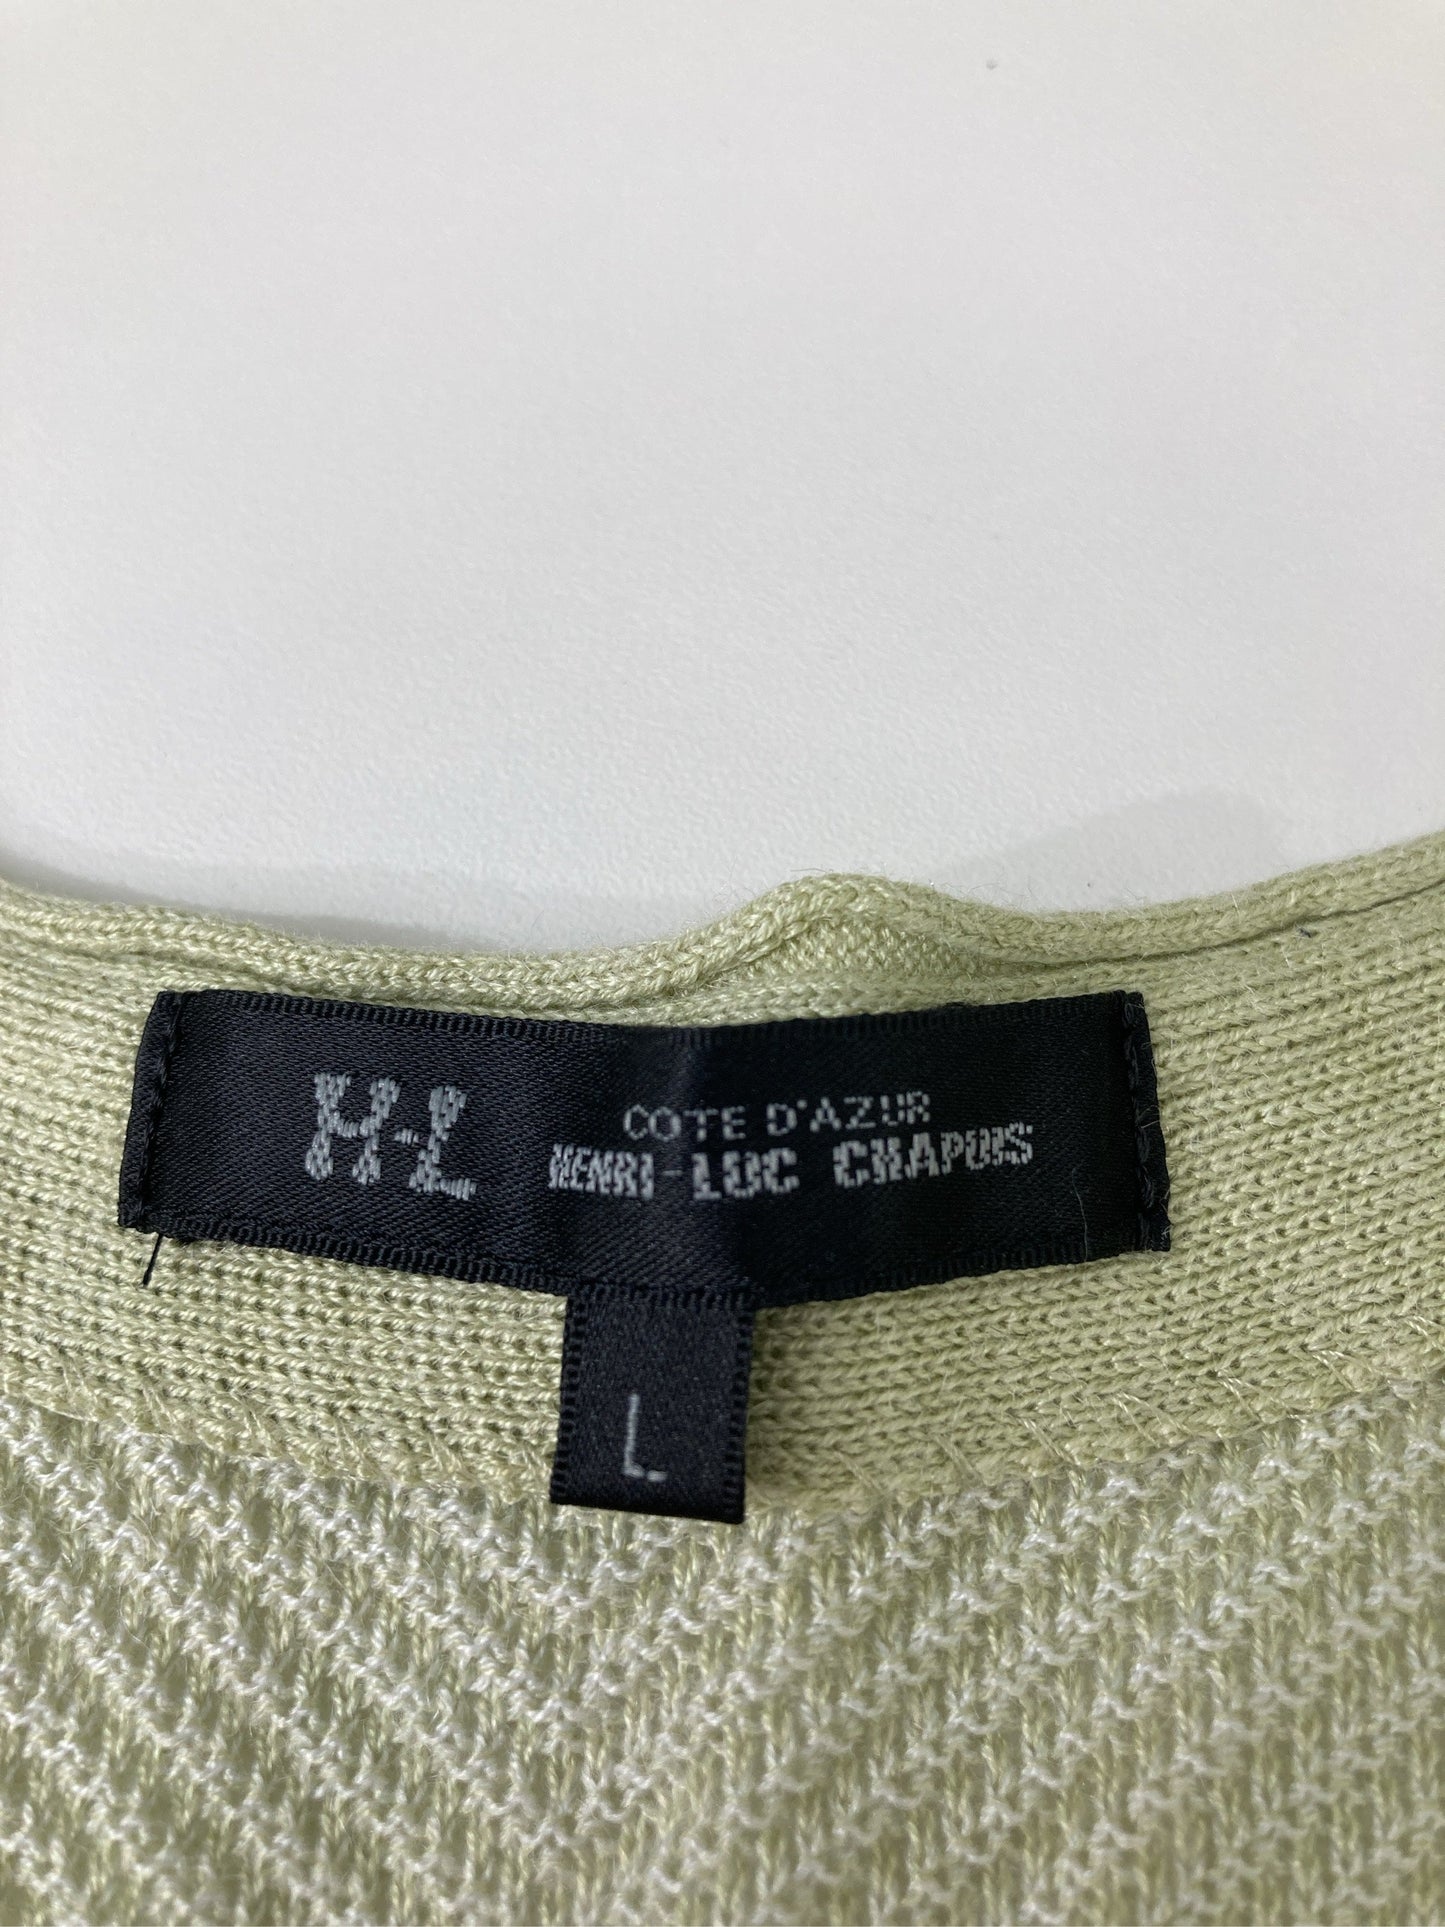 H-L
COTE D'AZUR
HENRI-LUC CHAPUIS
L